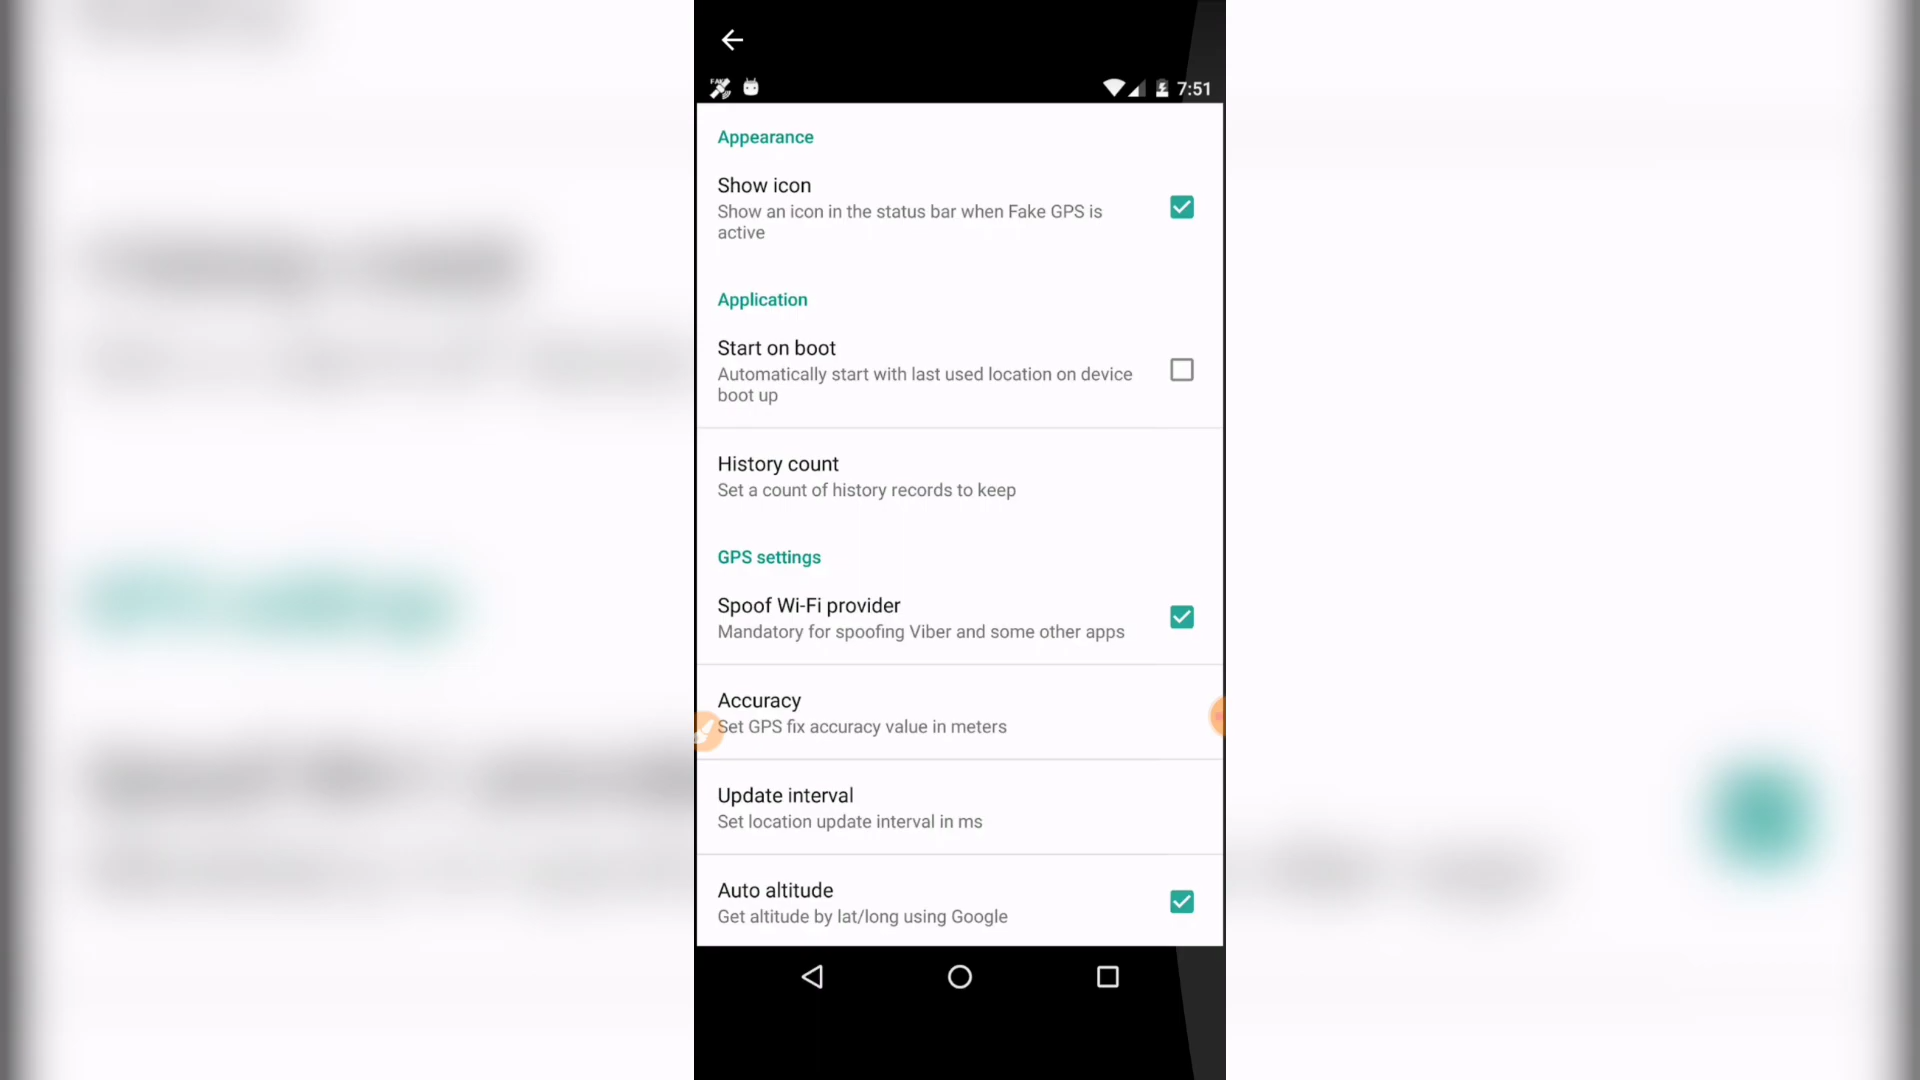 7:51
Appearance
Show icon
Show an icon in the status bar when Fake GPS is
active
Application
Start on boot
Automatically start with last used location on device
boot up
History count
Set a count of history records to keep
GPS settings
Spoof Wi-Fi provider
Mandatory for spoofing Viber and some other apps
Accuracy
Set GPS fix accuracy value in meters
Update interval
Set location update interval in ms
Auto altitude
Get altitude by lat/long using Google